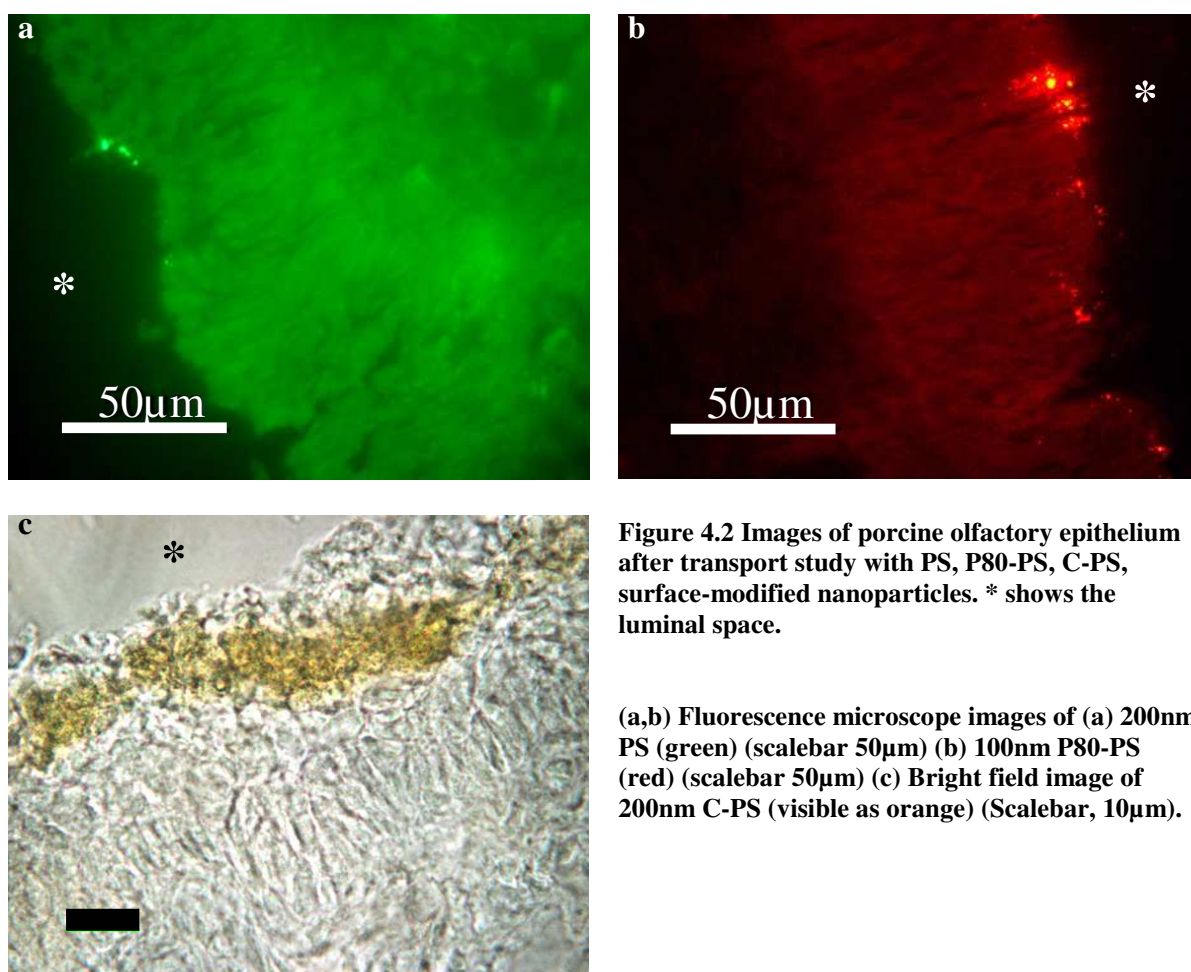 a
*
50µm
b
*
50µm
c
*
Figure 4.2 Images of porcine olfactory epithelium
after transport study with PS, P80-PS, C-PS,
surface-modified nanoparticles. * shows the
luminal space.
(a,b) Fluorescence microscope images of (a) 200nm
PS (green) (scalebar 50µm) (b) 100nm P80-PS
(red) (scalebar 50µm) (c) Bright field image of
200nm C-PS (visible as orange) (Scalebar, 10µm).